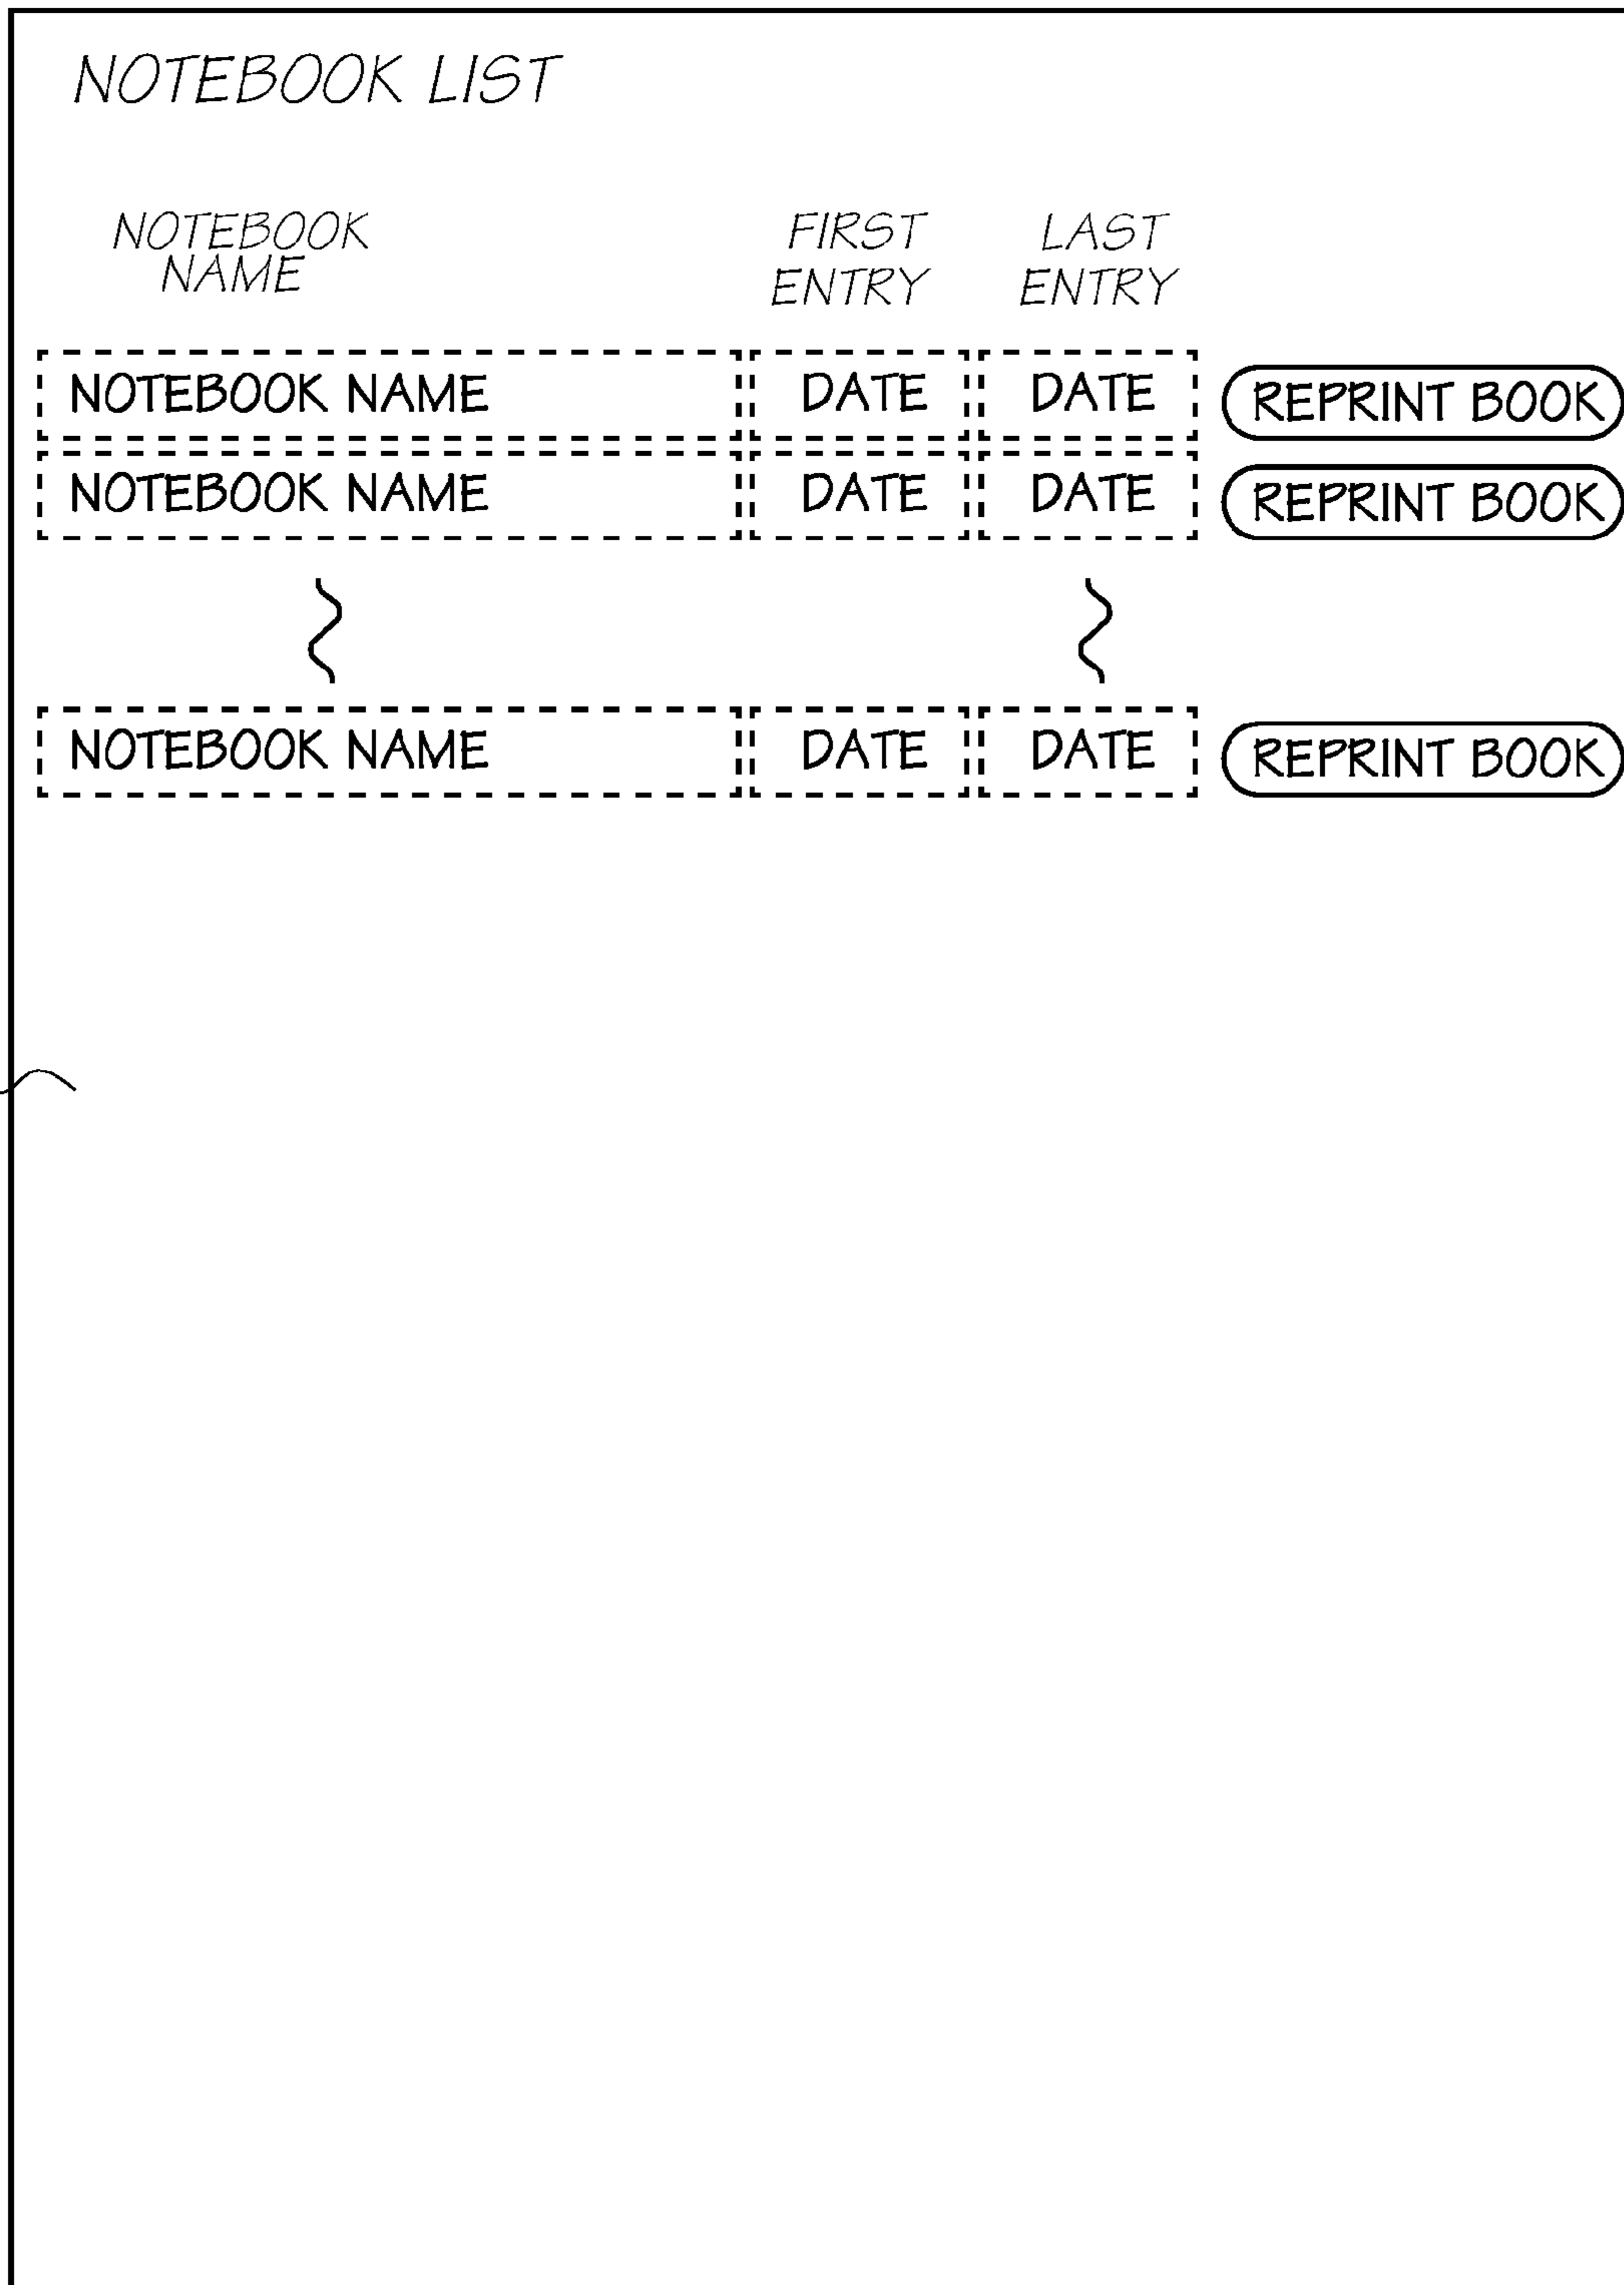 NOTEBOOK LIST
NOTEBOOK
NAME
FIRST
ENTRY
LAST
ENTRY
NOTEBOOK NAME DATE DATE REPRINT BOOK
NOTEBOOK NAME DATE DATE REPRINT BOOK
NOTEBOOK NAME DATE DATE REPRINT BOOK